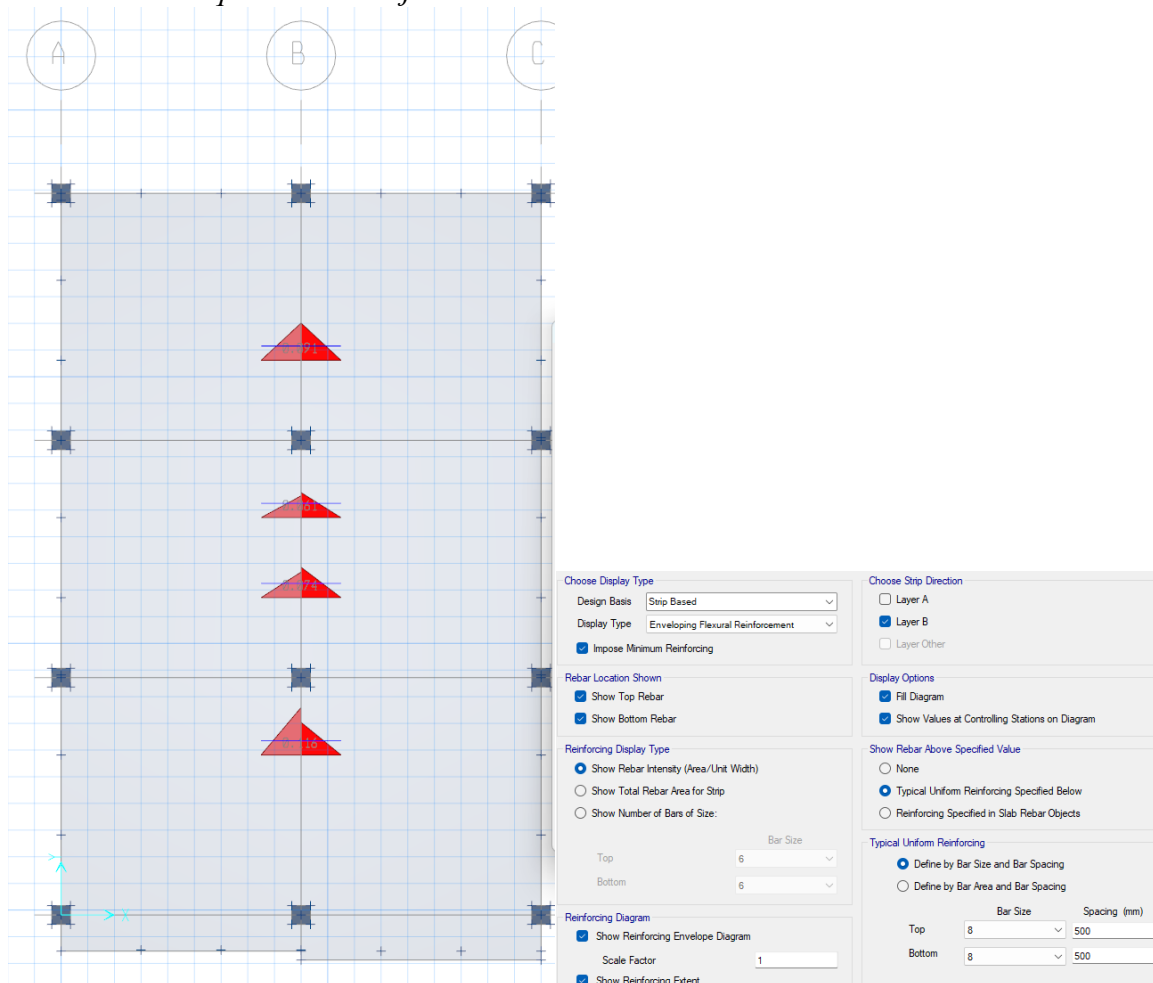 A
B
C
Y
X
Choose Display Type
Design Basis Strip Based
Display Type Enveloping Flexural Reinforcement
Impose Minimum Reinforcing
Rebar Location Shown
Show Top Rebar
Show Bottom Rebar
Reinforcing Display Type
Show Rebar Intensity (Area/Unit Width)
Show Total Rebar Area for Strip
Show Number of Bars of Size:
Bar Size
Top 6
Bottom 6
Reinforcing Diagram
Show Reinforcing Envelope Diagram
Scale Factor 1
Show Reinforcing Extent
Choose Strip Direction
Layer A
Layer B
Layer Other
Display Options
Fill Diagram
Show Values at Controlling Stations on Diagram
Show Rebar Above Specified Value
None
Typical Uniform Reinforcing Specified Below
Reinforcing Specified in Slab Rebar Objects
Typical Uniform Reinforcing
Define by Bar Size and Bar Spacing
Define by Bar Area and Bar Spacing
Bar Size Spacing (mm)
Top 8 500
Bottom 8 500